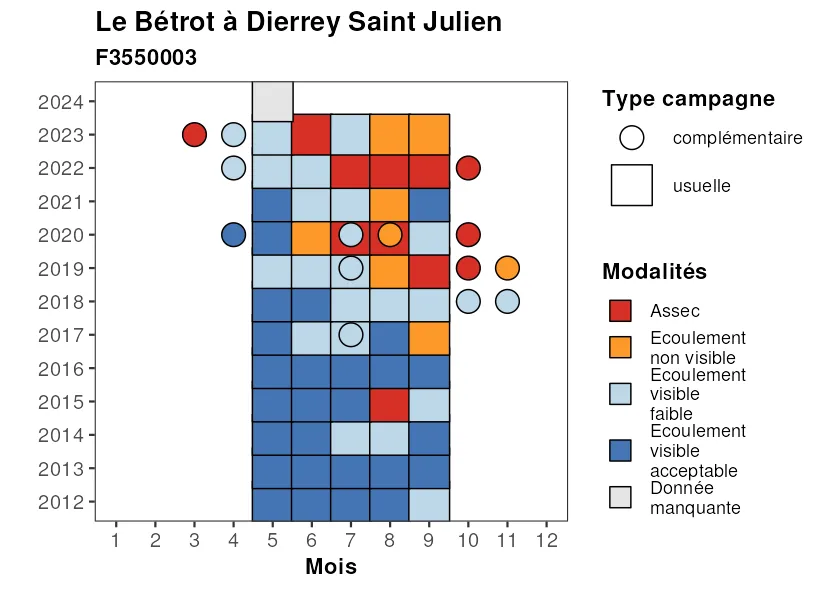 Le Bétrot à Dierrey Saint Julien
F3550003
2024
2023
2022
2021
2020
2019
2018
2017
2016
2015
2014
2013
2012
1 2 3 4 5 6 7 8 9 10 11 12
Mois
Type campagne
complémentaire
usuelle
Modalités
Assec
Ecoulement
non visible
Ecoulement
visible
faible
Ecoulement
visible
acceptable
Donnée
manquante